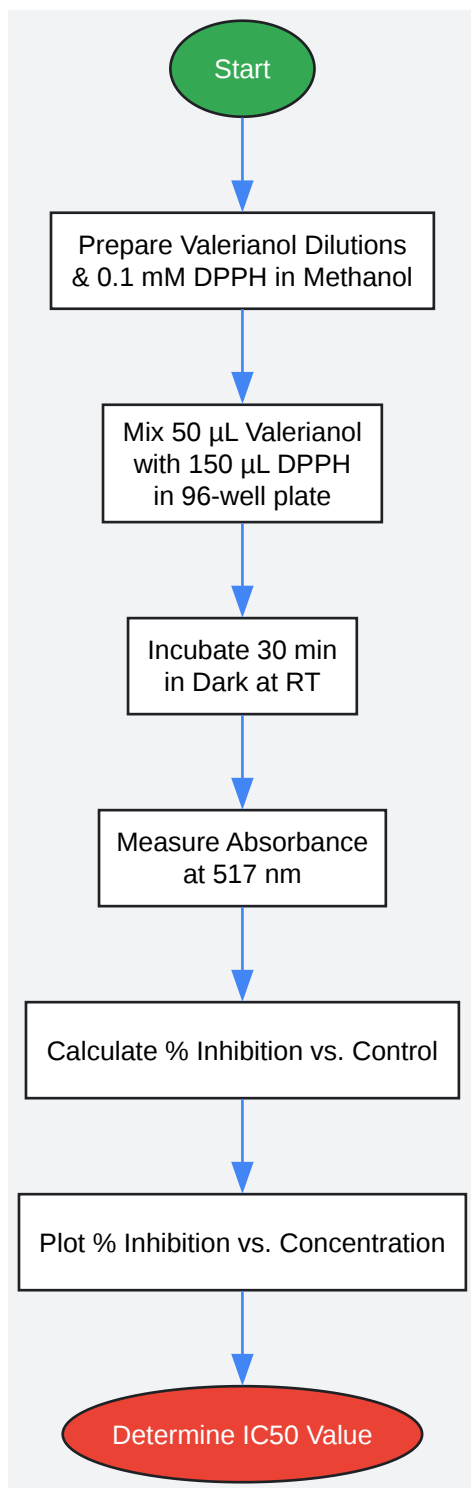 Start
Prepare Valerianol Dilutions
& 0.1 mM DPPH in Methanol
Mix 50 µL Valerianol
with 150 µL DPPH
in 96-well plate
Incubate 30 min
in Dark at RT
Measure Absorbance
at 517 nm
Calculate % Inhibition vs. Control
Plot % Inhibition vs. Concentration
Determine IC50 Value